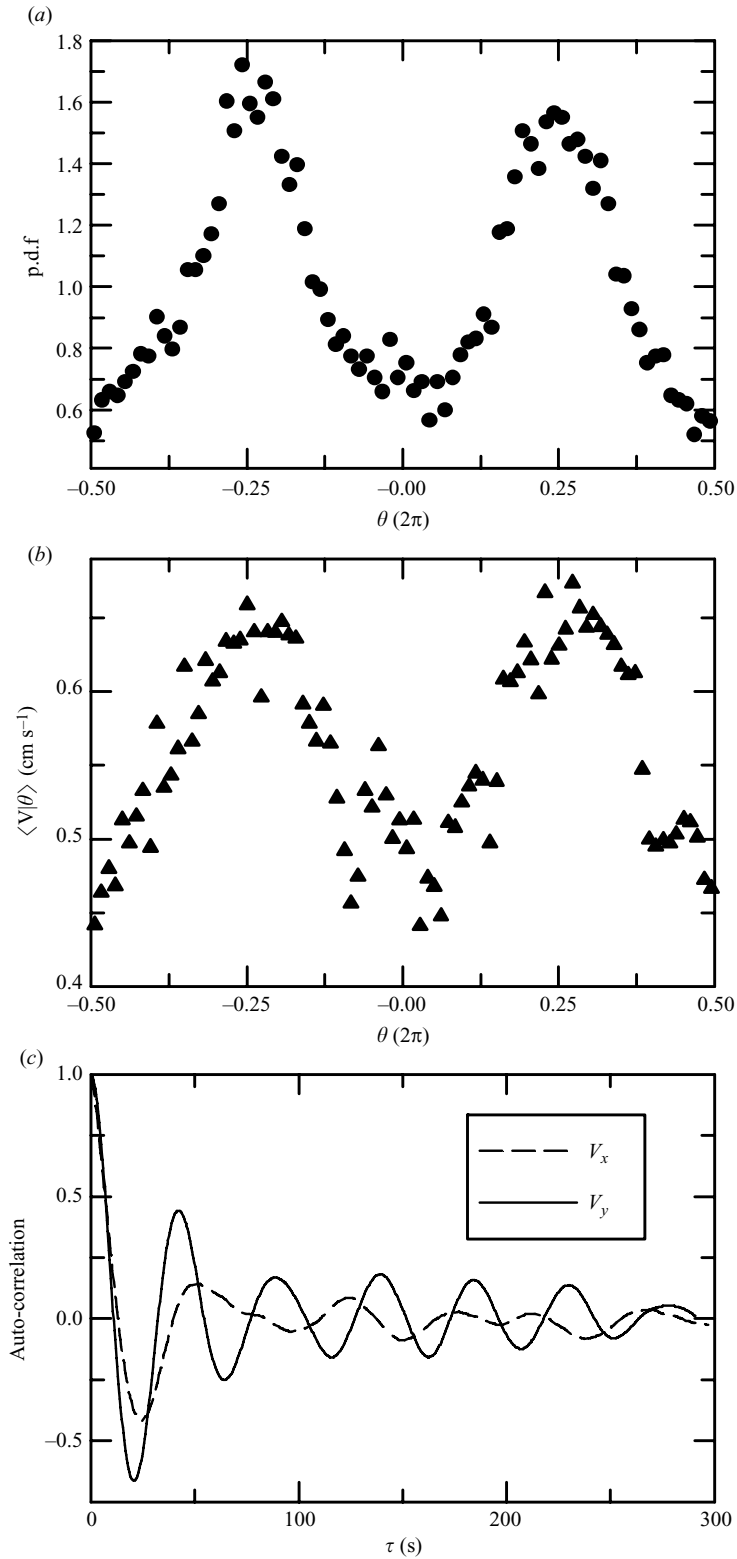 (a)
1.8
1.6
1.4
1.2
1.0
0.8
0.6
p.d.f
−0.50 −0.25 −0.00 0.25 0.50
θ (2π)
(b)
0.6
0.5
0.4
⟨V|θ⟩ (cm s⁻¹)
−0.50 −0.25 −0.00 0.25 0.50
θ (2π)
(c)
1.0
0.5
0.0
−0.5
Auto-correlation
Vx
Vy
0 100 200 300
τ (s)